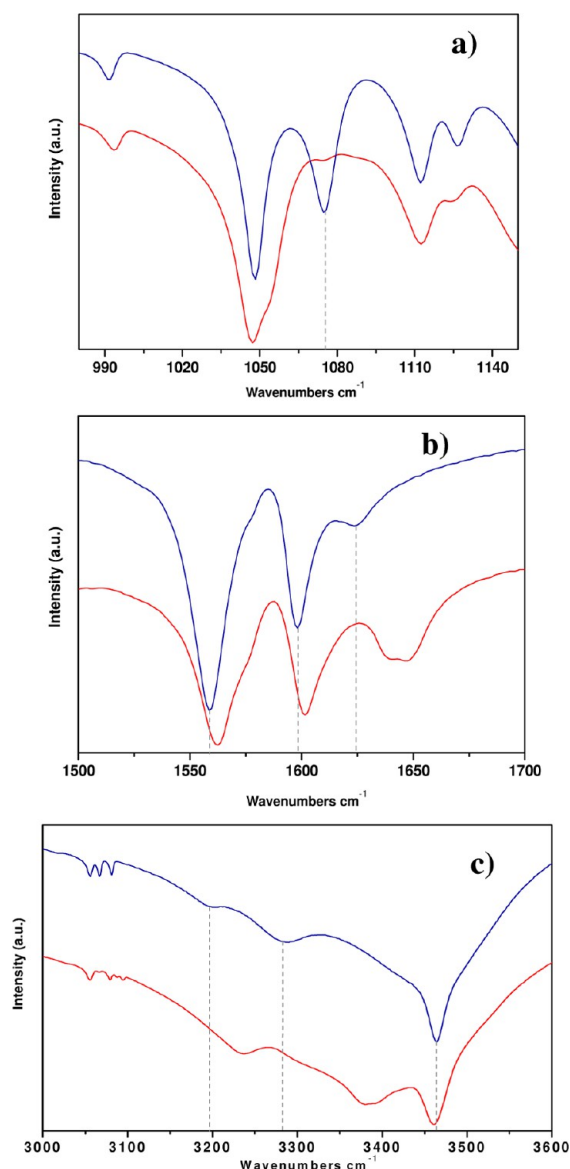 a)
Intensity (a.u.)
990 1020 1050 1080 1110 1140
Wavenumbers cm-1
b)
Intensity (a.u.)
1500 1550 1600 1650 1700
Wavenumbers cm-1
c)
Intensity (a.u.)
3000 3100 3200 3300 3400 3500 3600
Wavenumbers cm-1